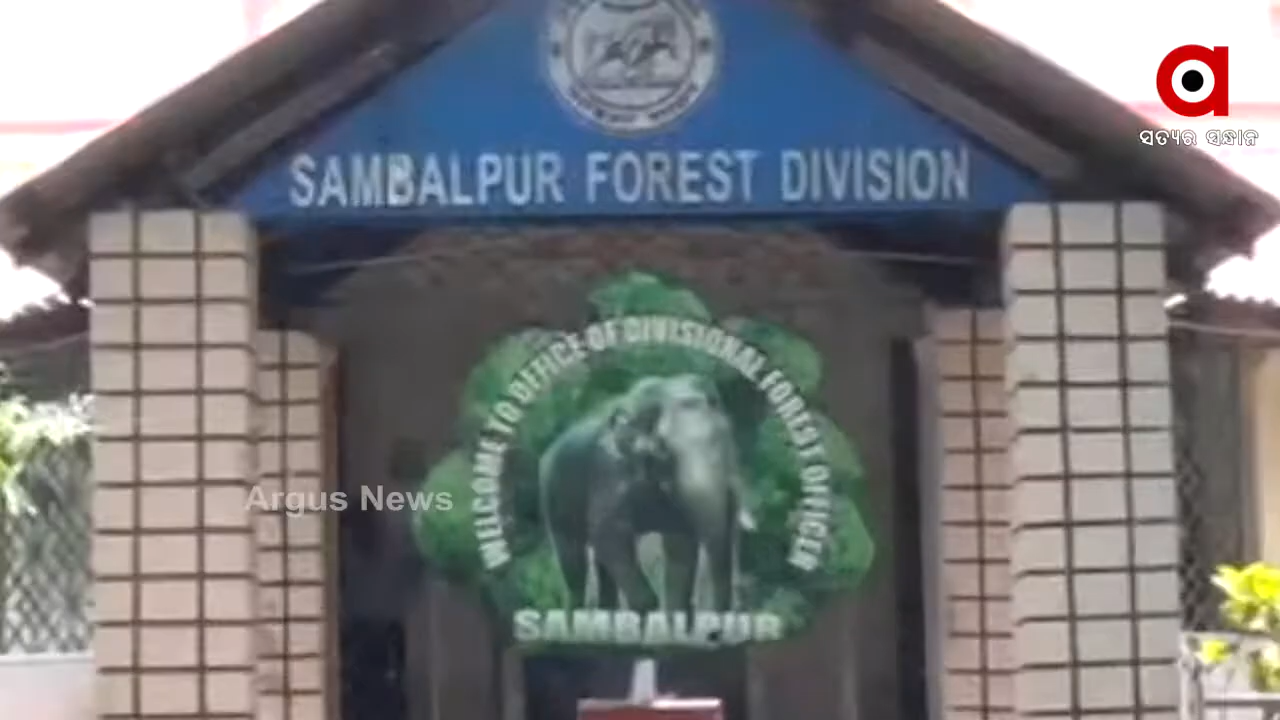 ସତ୍ୟର ସନ୍ଧାନ
SAMBALPUR FOREST DIVISION
WELCOME TO OFFICE OF DIVISIONAL FOREST OFFICER
Argus News
SAMBALPUR